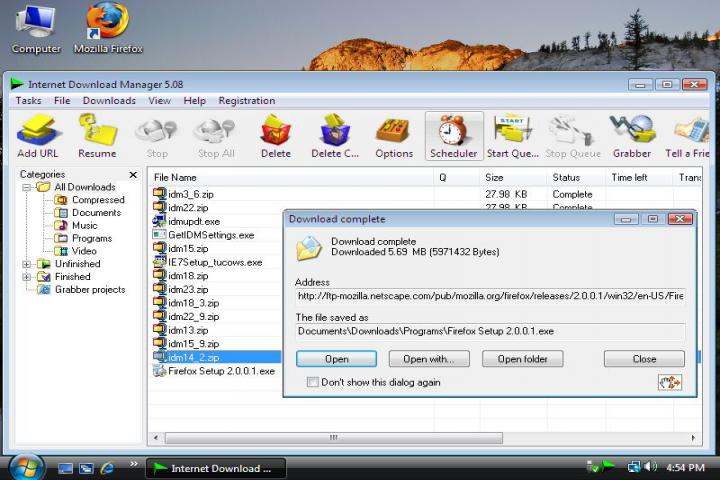 Computer
Mozilla Firefox
Internet Download Manager 5.08
Tasks File Downloads View Help Registration
Add URL Resume Stop Stop All Delete Delete C... Options Scheduler Start Que... Stop Queue Grabber Tell a Frie
START
Categories
File Name Q Size Status Time left Trans
All Downloads
Compressed
Documents
Music
Programs
Video
Unfinished
Finished
Grabber projects
idm3_6.zip 27.98 KB Complete
idm22.zip 27.98 KB Complete
idmupdt.exe
GetIDMSettings.exe
idm15.zip
IE7Setup_tucows.exe
idm18.zip
idm23.zip
idm18_3.zip
idm22_9.zip
idm13.zip
idm15_9.zip
idm14_2.zip
Firefox Setup 2.0.0.1.exe
Download complete
Download complete
Downloaded 5.69 MB (5971432 Bytes)
Address
http://ftp-mozilla.netscape.com/pub/mozilla.org/firefox/releases/2.0.0.1/win32/en-US/Fire
The file saved as
Documents\Downloads\Programs\Firefox Setup 2.0.0.1.exe
Open Open with... Open folder Close
Don't show this dialog again
Internet Download ...
4:54 PM